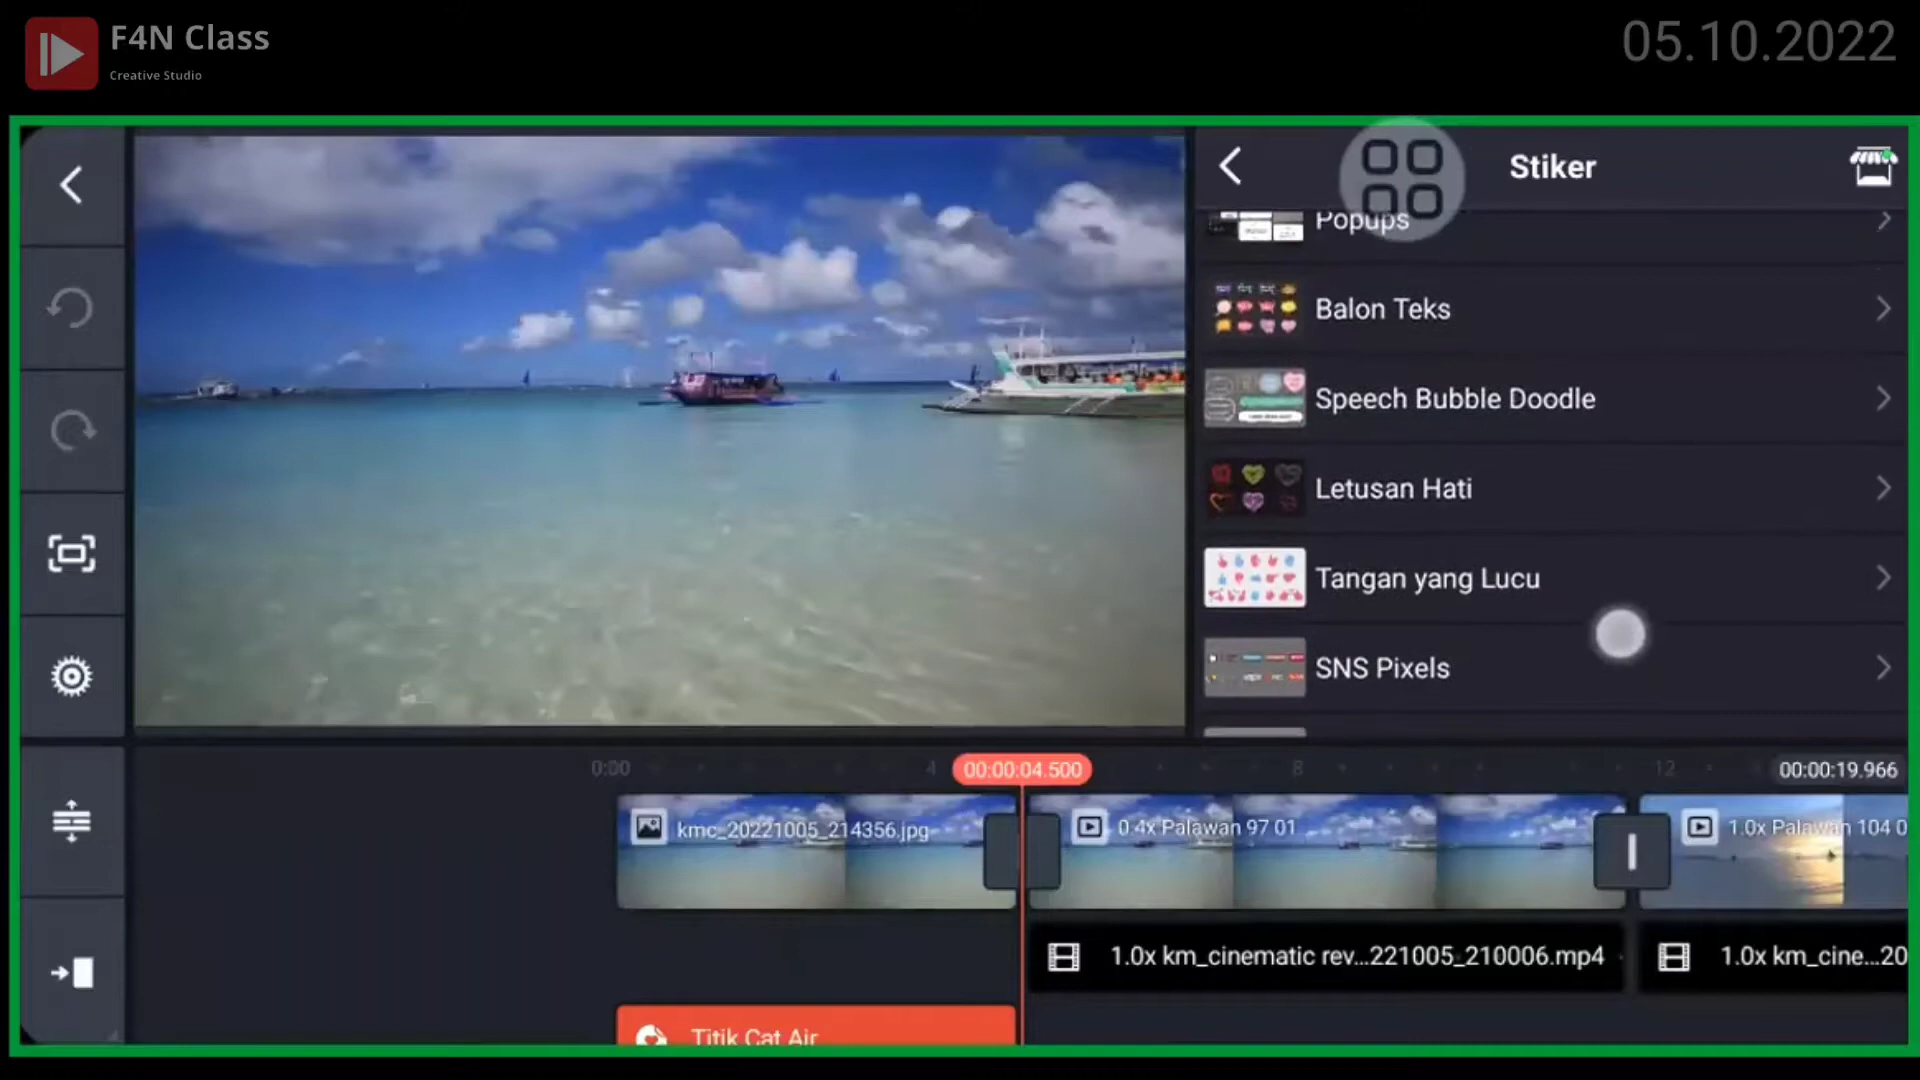 F4N Class
Creative Studio
05.10.2022
Stiker
Popups
Balon Teks
Speech Bubble Doodle
Letusan Hati
Tangan yang Lucu
SNS Pixels
0:00
4
00:00:04.500
8
12
00:00:19.966
kmc_20221005_214356.jpg
0.4x Palawan 97 01
1.0x Palawan 104 0
1.0x km_cinematic rev...221005_210006.mp4
1.0x km_cine...20
Titik Cat Air